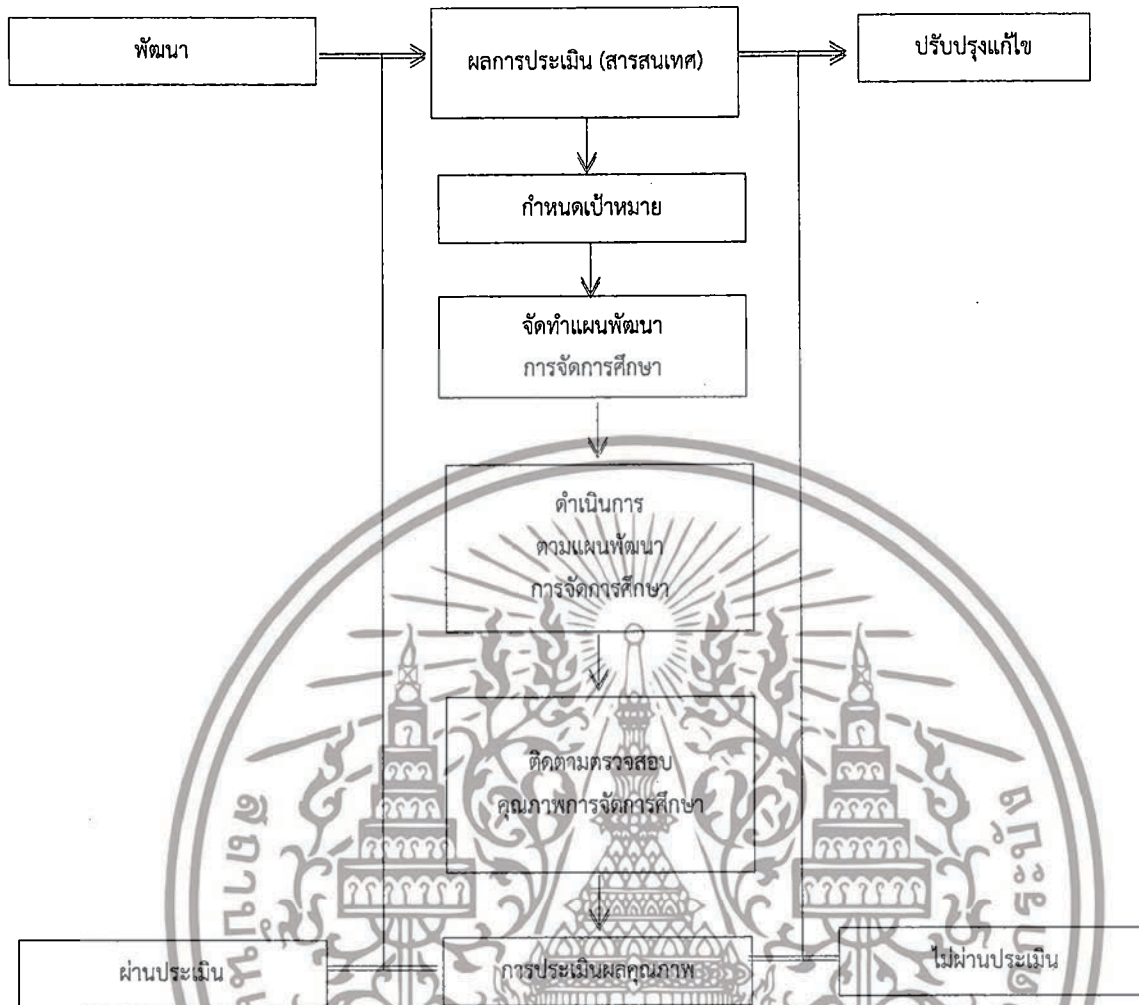 พัฒนา
ผลการประเมิน (สารสนเทศ)
ปรับปรุงแก้ไข
กำหนดเป้าหมาย
จัดทำแผนพัฒนา
การจัดการศึกษา
ดำเนินการ
ตามแผนพัฒนา
การจัดการศึกษา
ติดตามตรวจสอบ
คุณภาพการจัดการศึกษา
ผ่านประเมิน
การประเมินผลคุณภาพ
ไม่ผ่านประเมิน